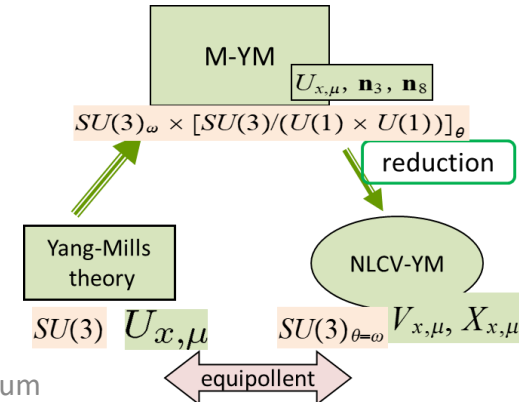 M-YM
U_{x,μ}, n_3, n_8
SU(3)_ω × [SU(3)/(U(1) × U(1))]_θ
reduction
Yang-Mills
theory
NLCV-YM
SU(3) U_{x,μ}
SU(3)_{θ=ω} V_{x,μ}, X_{x,μ}
equipollent
um